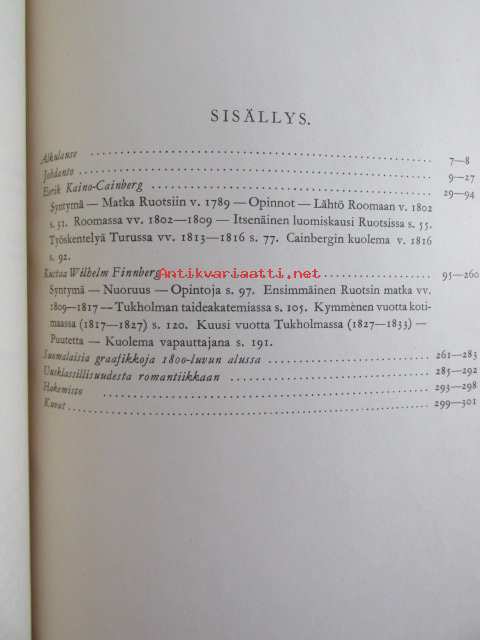 SISÄLLYS.
Alkulause 7—8
Johdanto 9—27
Eerik Kaino-Cainberg 29—94
Syntymä — Matka Ruotsiin v. 1789 — Opinnot — Lähtö Roomaan v. 1802
s. 31. Roomassa vv. 1802—1809 — Itsenäinen luomiskausi Ruotsissa s. 55.
Työskentelyä Turussa vv. 1813—1816 s. 77. Cainbergin kuolema v. 1816
s. 92.
Kustaa Wilhelm Finnberg 95—260
Antikvariaatti.net
Syntymä — Nuoruus — Opintoja s. 97. Ensimmäinen Ruotsin matka vv.
1809—1817 — Tukholman taideakatemiassa s. 105. Kymmenen vuotta koti-
maassa (1817—1827) s. 120. Kuusi vuotta Tukholmassa (1827—1833) —
Puutetta — Kuolema vapauttajana s. 191.
Suomalaisia graafikkoja 1800-luvun alussa 261—283
Uusklassillisuudesta romantiikkaan 285—292
Hakemisto 293—298
Kuvat 299—301